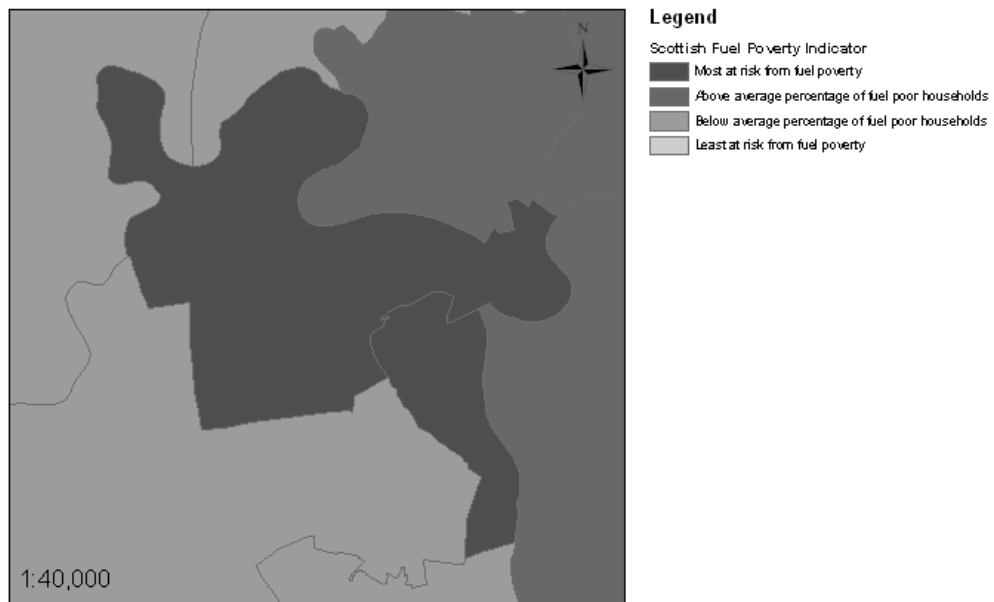 Legend
N
Scottish Fuel Poverty Indicator
Most at risk from fuel poverty
Above average percentage of fuel poor households
Below average percentage of fuel poor households
Least at risk from fuel poverty
1:40,000